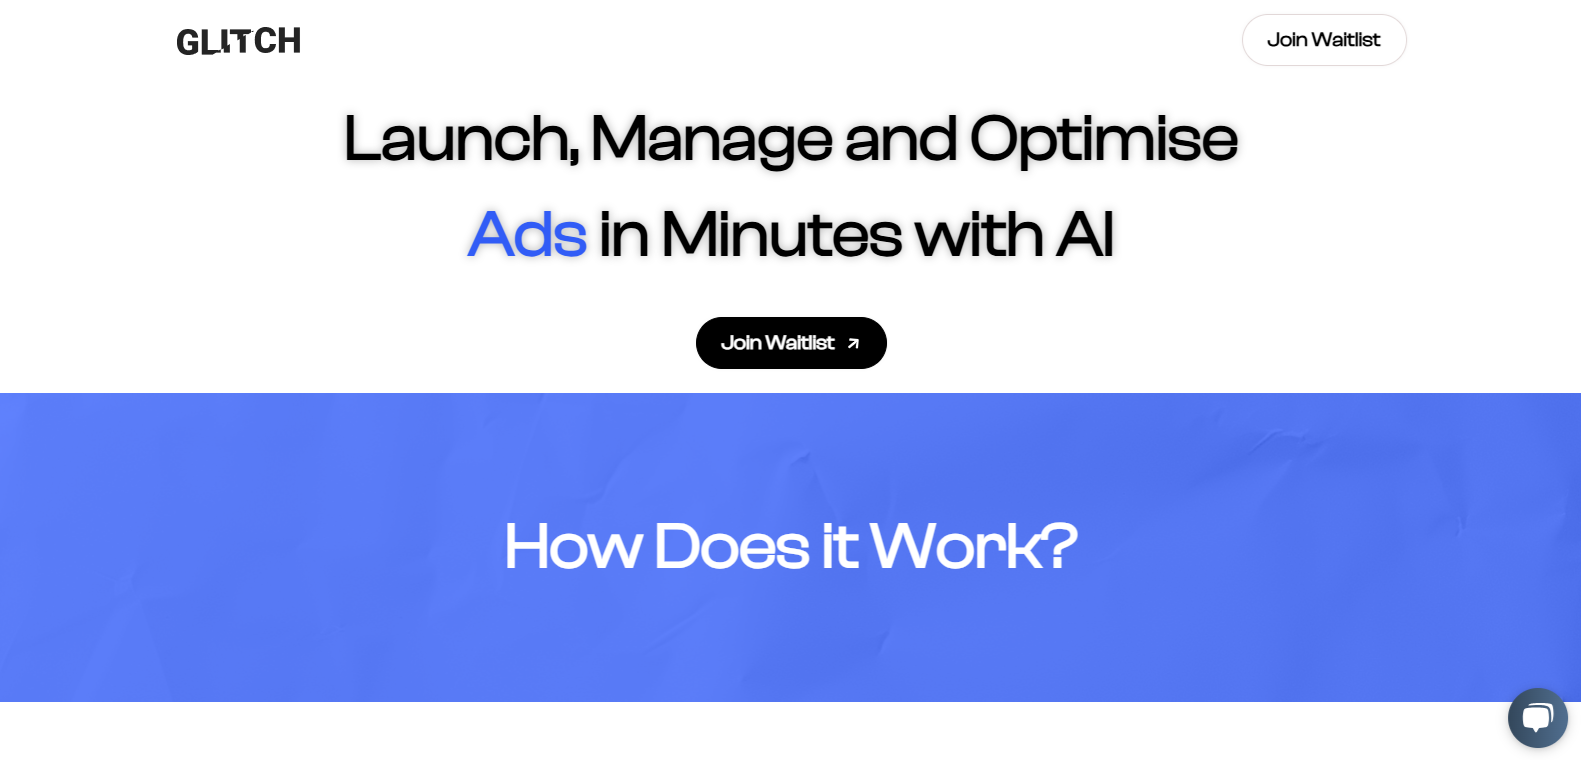 GLITCH
Join Waitlist
Launch, Manage and Optimise
Ads in Minutes with AI
Join Waitlist
How Does it Work?